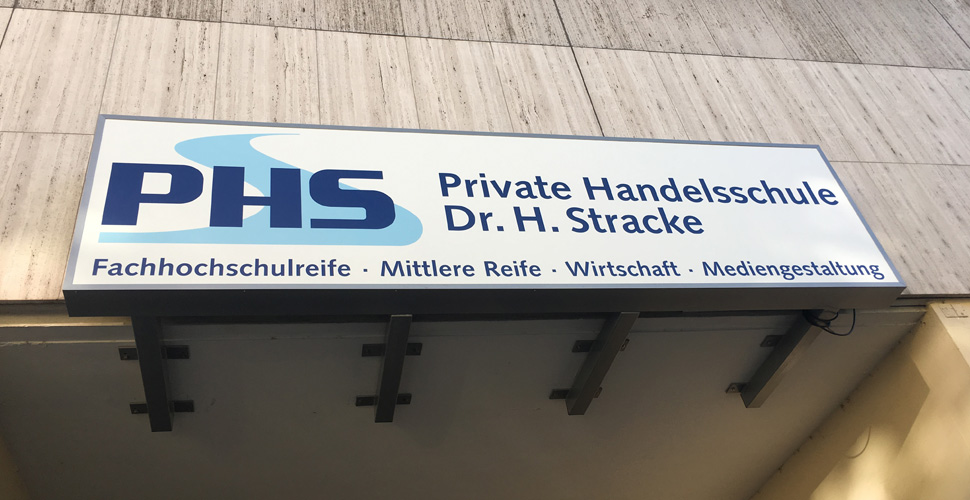 PHS
Private Handelsschule
Dr. H. Stracke
Fachhochschulreife · Mittlere Reife · Wirtschaft · Mediengestaltung